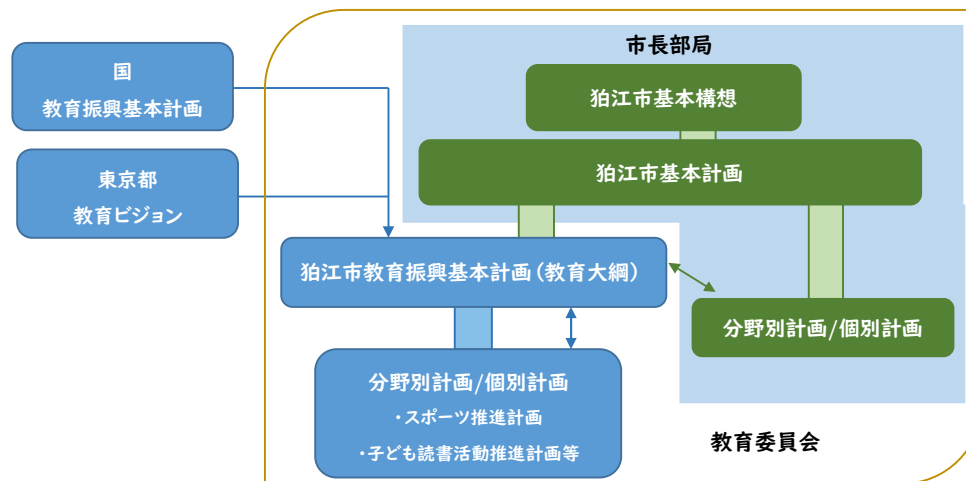 市長部局
国
教育振興基本計画
狛江市基本構想
東京都
教育ビジョン
狛江市基本計画
狛江市教育振興基本計画（教育大綱）
分野別計画/個別計画
分野別計画/個別計画
・スポーツ推進計画
・子ども読書活動推進計画等
教育委員会